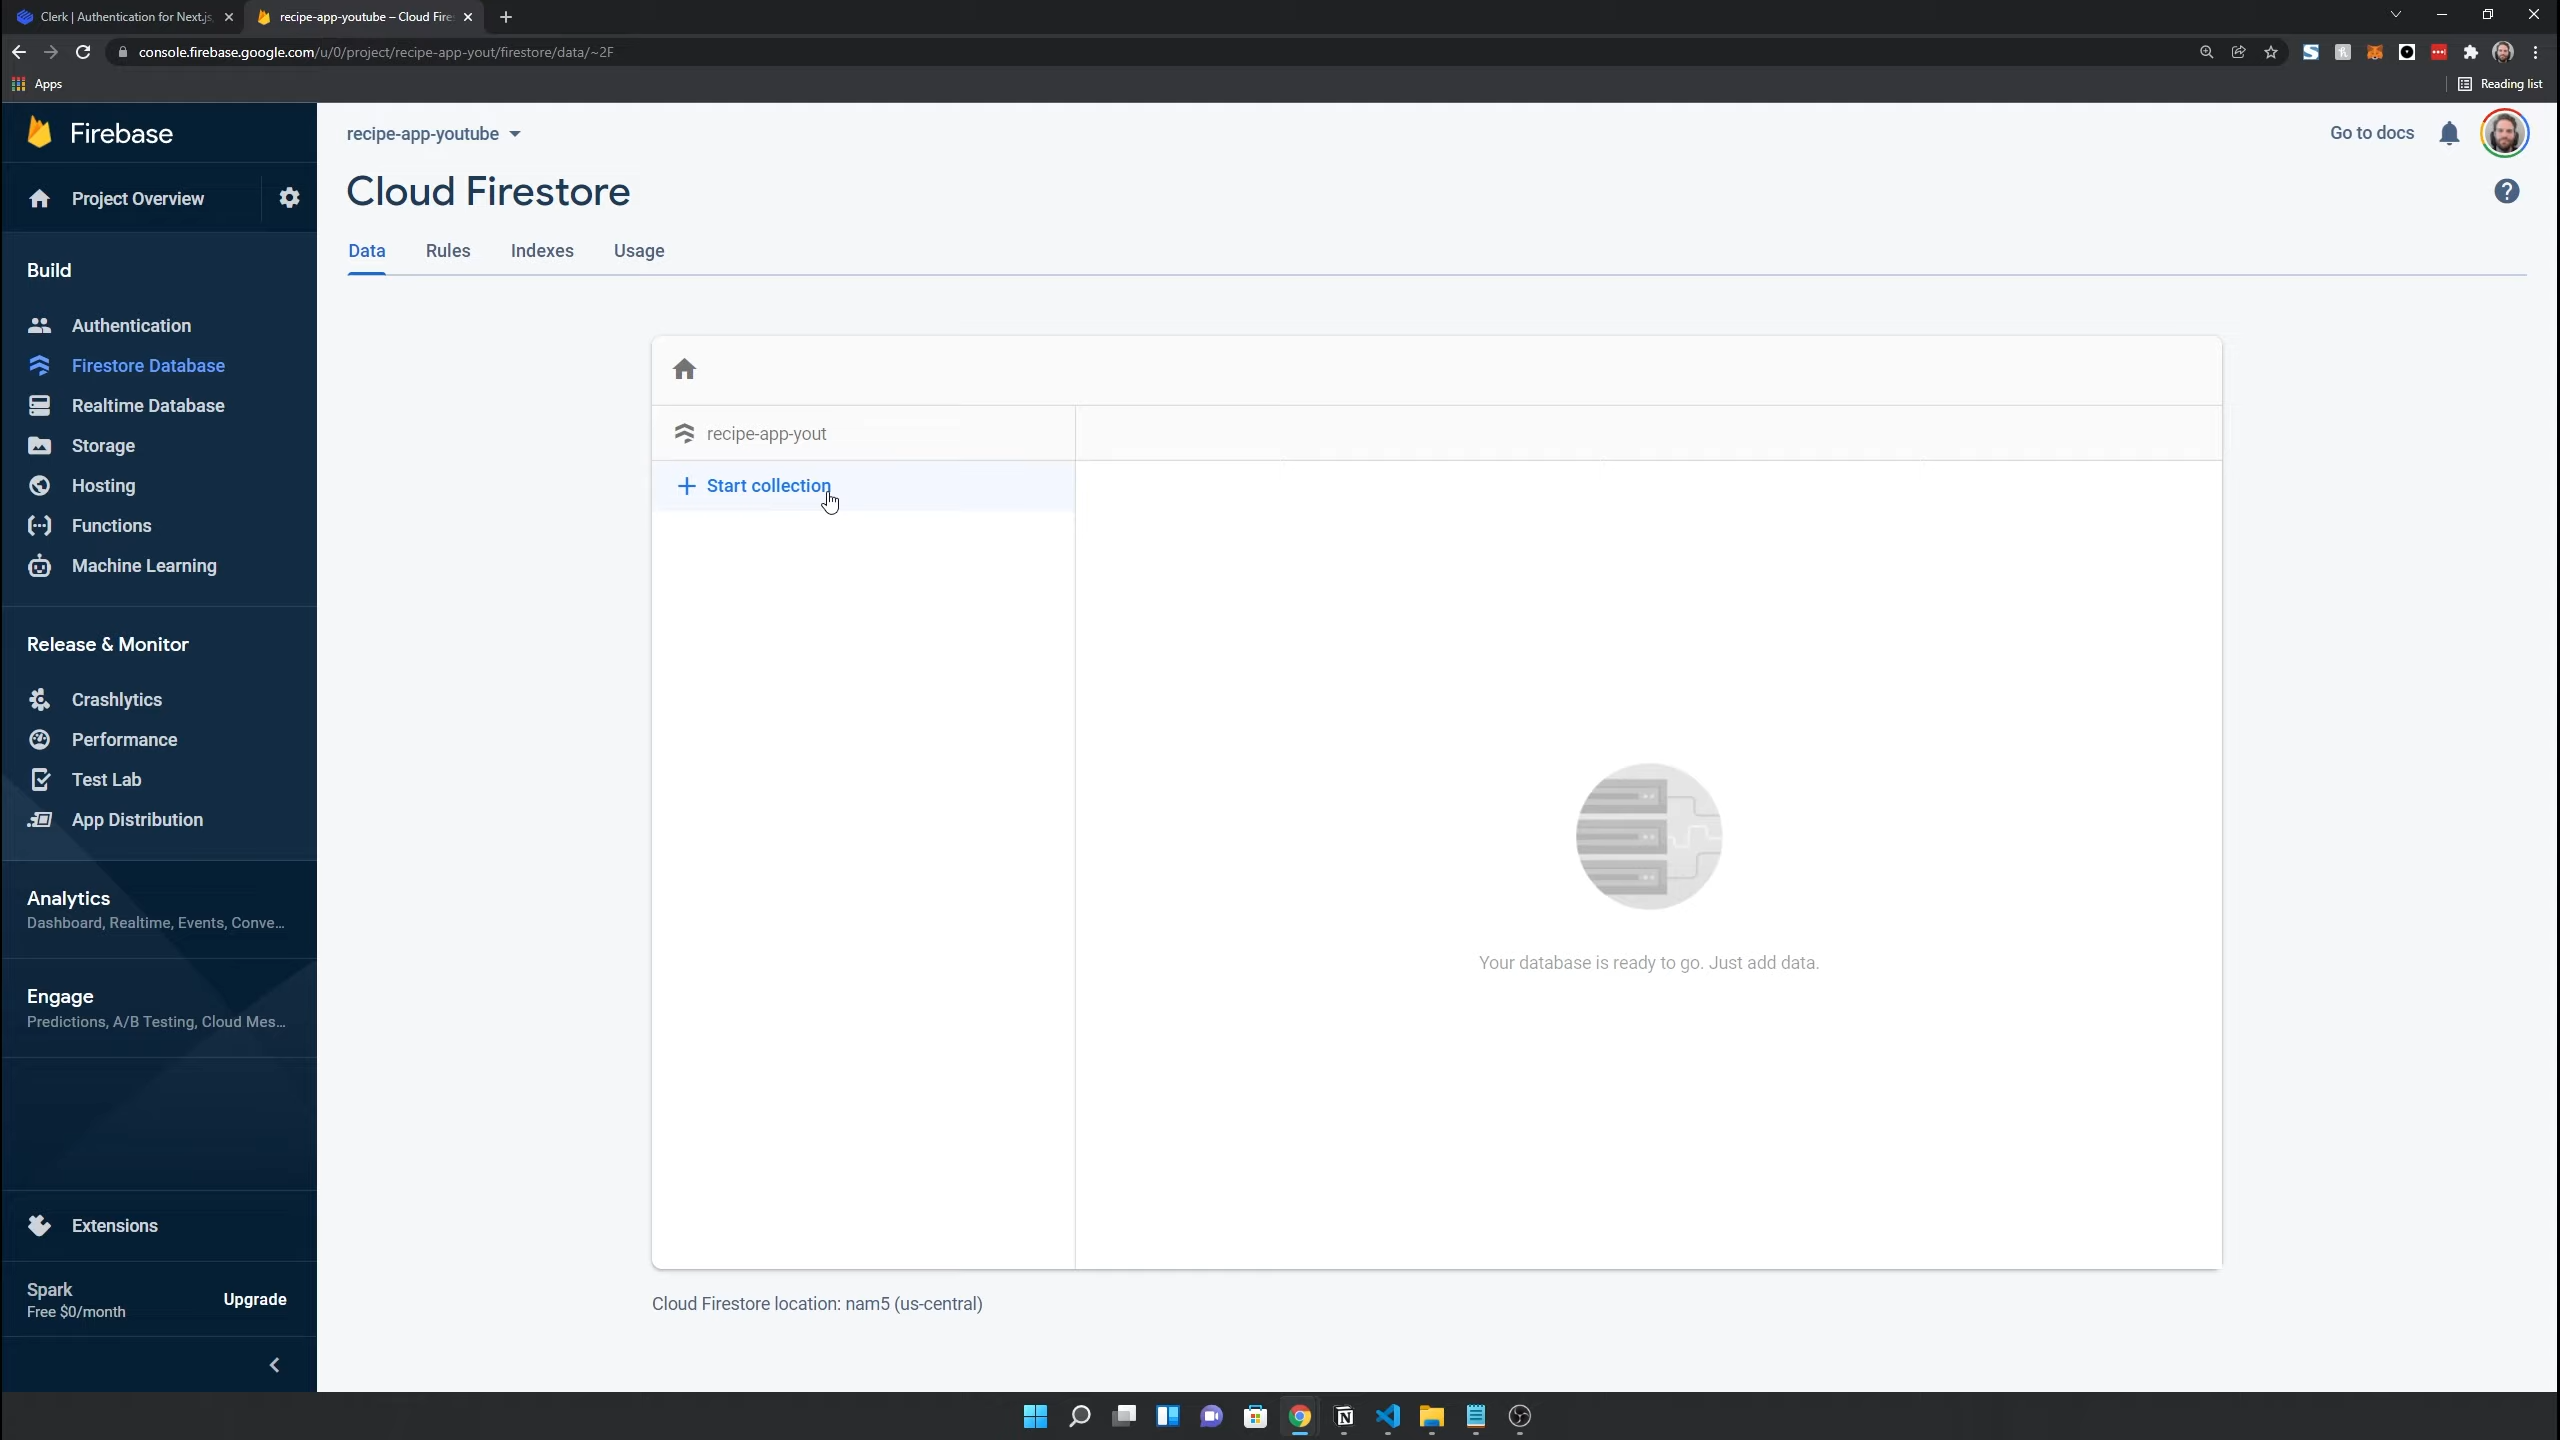 Clerk | Authentication for Next.js,
recipe-app-youtube – Cloud Fire
console.firebase.google.com/u/0/project/recipe-app-yout/firestore/data/~2F
Apps
Reading list
Firebase
recipe-app-youtube
Go to docs
Project Overview
Cloud Firestore
Data
Rules
Indexes
Usage
Build
Authentication
Firestore Database
Realtime Database
Storage
Hosting
Functions
Machine Learning
recipe-app-yout
Start collection
Release & Monitor
Crashlytics
Performance
Test Lab
App Distribution
Analytics
Dashboard, Realtime, Events, Conve...
Your database is ready to go. Just add data.
Engage
Predictions, A/B Testing, Cloud Mes...
Extensions
Spark
Free $0/month
Upgrade
Cloud Firestore location: nam5 (us-central)